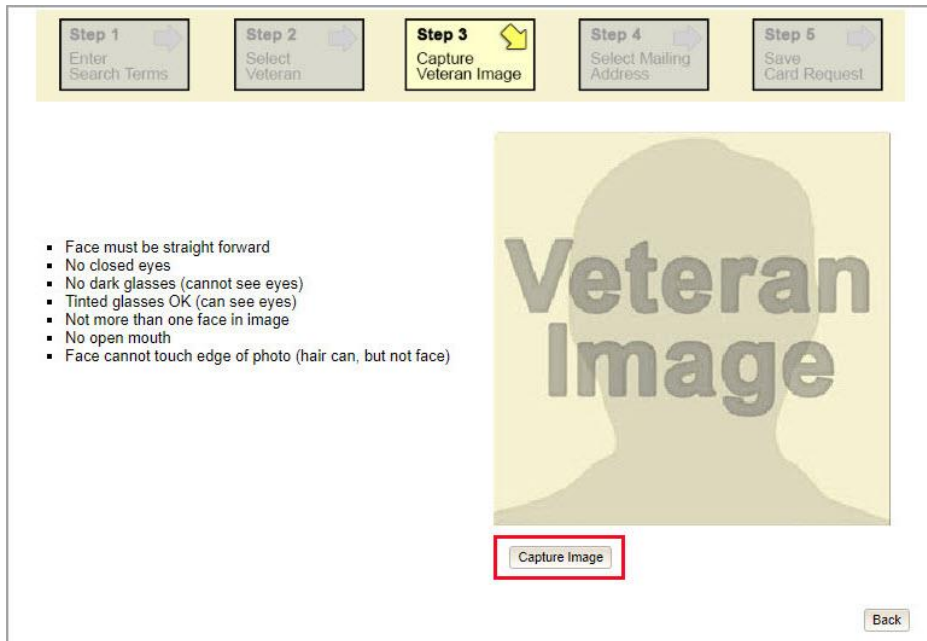 Step 1
Enter
Search Terms
Step 2
Select
Veteran
Step 3
Capture
Veteran Image
Step 4
Select Mailing
Address
Step 5
Save
Card Request
Face must be straight forward
No closed eyes
No dark glasses (cannot see eyes)
Tinted glasses OK (can see eyes)
Not more than one face in image
No open mouth
Face cannot touch edge of photo (hair can, but not face)
Veteran
Image
Capture Image
Back